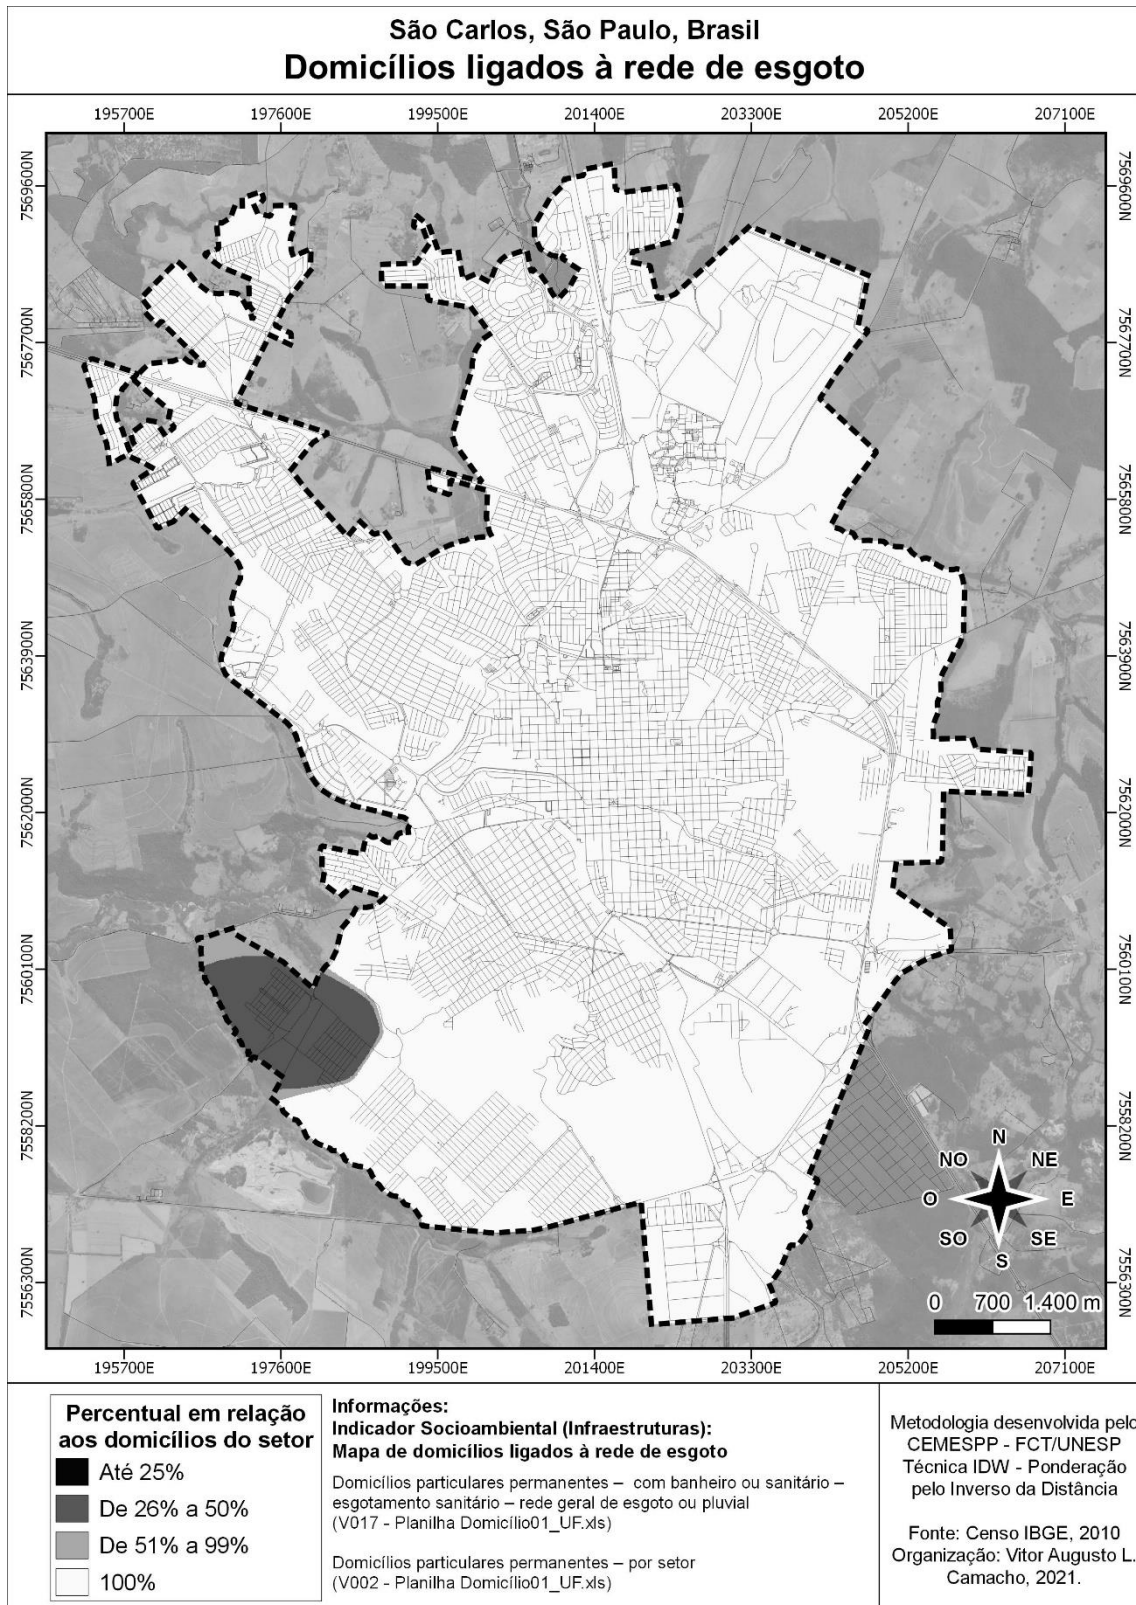 São Carlos, São Paulo, Brasil
Domicílios ligados à rede de esgoto
195700E 197600E 199500E 201400E 203300E 205200E 207100E
7569600N 7569600N
7567700N 7567700N
7565800N 7565800N
7563900N 7563900N
7562000N 7562000N
7560100N 7560100N
7558200N 7558200N
N
NO NE
O E
SO SE
S
7556300N 7556300N
0 700 1.400 m
195700E 197600E 199500E 201400E 203300E 205200E 207100E
Percentual em relação
aos domicílios do setor
Até 25%
De 26% a 50%
De 51% a 99%
100%
Informações:
Indicador Socioambiental (Infraestruturas):
Mapa de domicílios ligados à rede de esgoto
Domicílios particulares permanentes – com banheiro ou sanitário –
esgotamento sanitário – rede geral de esgoto ou pluvial
(V017 - Planilha Domicílio01_UF.xls)
Domicílios particulares permanentes – por setor
(V002 - Planilha Domicílio01_UF.xls)
Metodologia desenvolvida pelo
CEMESPP - FCT/UNESP
Técnica IDW - Ponderação
pelo Inverso da Distância
Fonte: Censo IBGE, 2010
Organização: Vitor Augusto L.
Camacho, 2021.